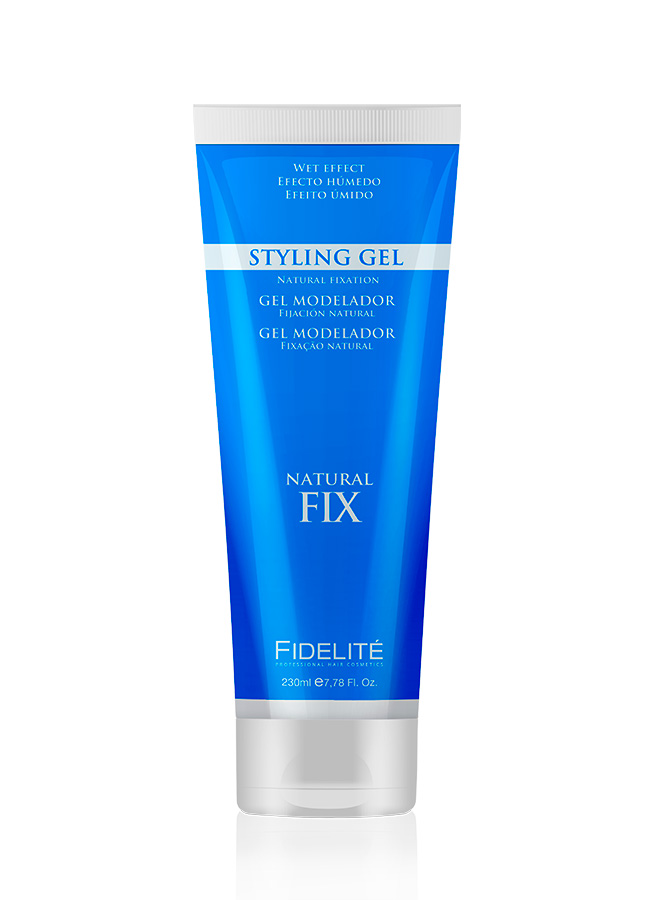 WET EFFECT
EFECTO HÚMEDO
EFEITO ÚMIDO
STYLING GEL
NATURAL FIXATION
GEL MODELADOR
FIJACIÓN NATURAL
GEL MODELADOR
FIXAÇÃO NATURAL
NATURAL
FIX
FIDELITÉ
PROFESSIONAL HAIR COSMETICS
230ml ℮7,78 Fl. Oz.